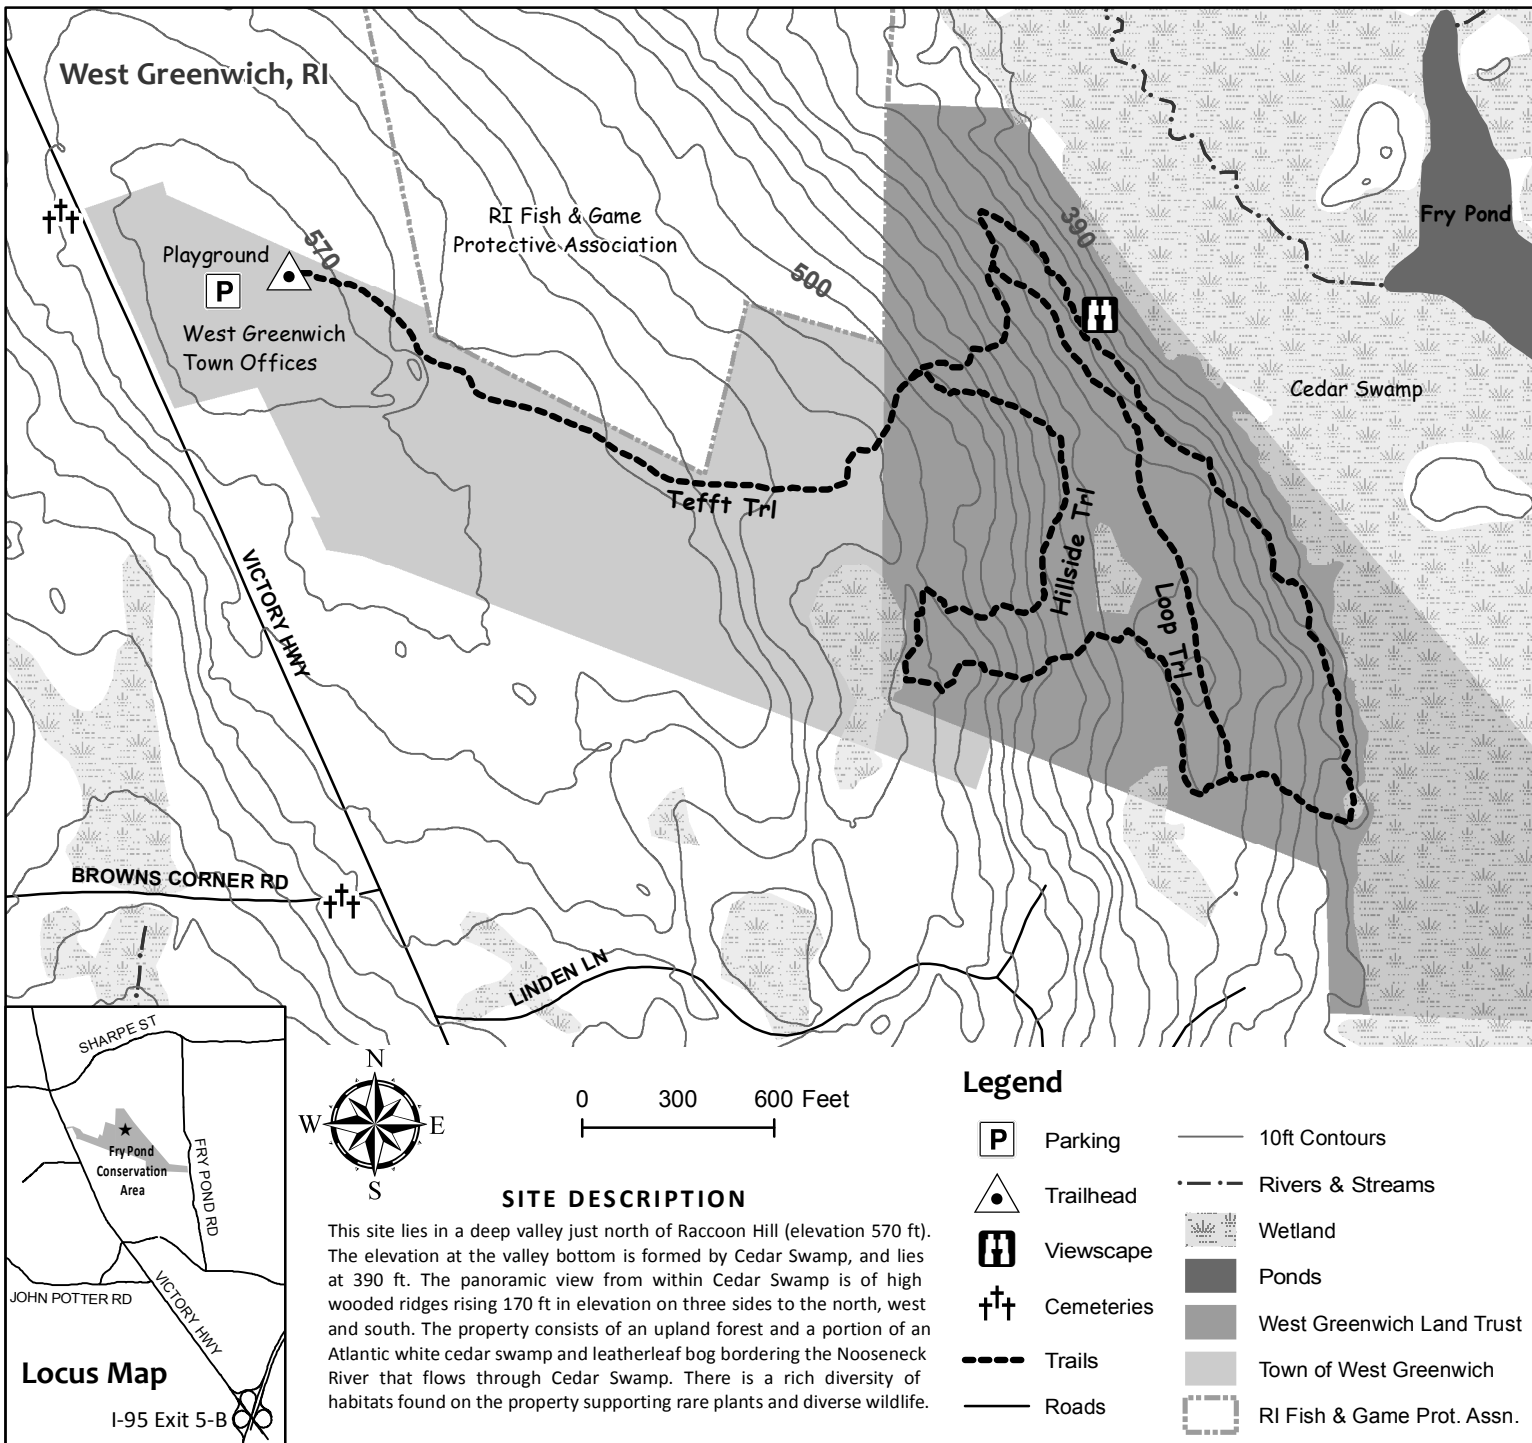 West Greenwich, RI
RI Fish & Game
Protective Association
390
Fry Pond
570
Playground
P
500
West Greenwich
Town Offices
Cedar Swamp
Tefft Trl
Hillside Trl
Loop Trl
VICTORY HWY
BROWNS CORNER RD
LINDEN LN
SHARPE ST
Fry Pond
Conservation
Area
FRY POND RD
JOHN POTTER RD
VICTORY HWY
Locus Map
I-95 Exit 5-B
N
W E
S
0 300 600 Feet
SITE DESCRIPTION
This site lies in a deep valley just north of Raccoon Hill (elevation 570 ft).
The elevation at the valley bottom is formed by Cedar Swamp, and lies
at 390 ft. The panoramic view from within Cedar Swamp is of high
wooded ridges rising 170 ft in elevation on three sides to the north, west
and south. The property consists of an upland forest and a portion of an
Atlantic white cedar swamp and leatherleaf bog bordering the Nooseneck
River that flows through Cedar Swamp. There is a rich diversity of
habitats found on the property supporting rare plants and diverse wildlife.
Legend
P Parking
Trailhead
Viewscape
Cemeteries
Trails
Roads
10ft Contours
Rivers & Streams
Wetland
Ponds
West Greenwich Land Trust
Town of West Greenwich
RI Fish & Game Prot. Assn.